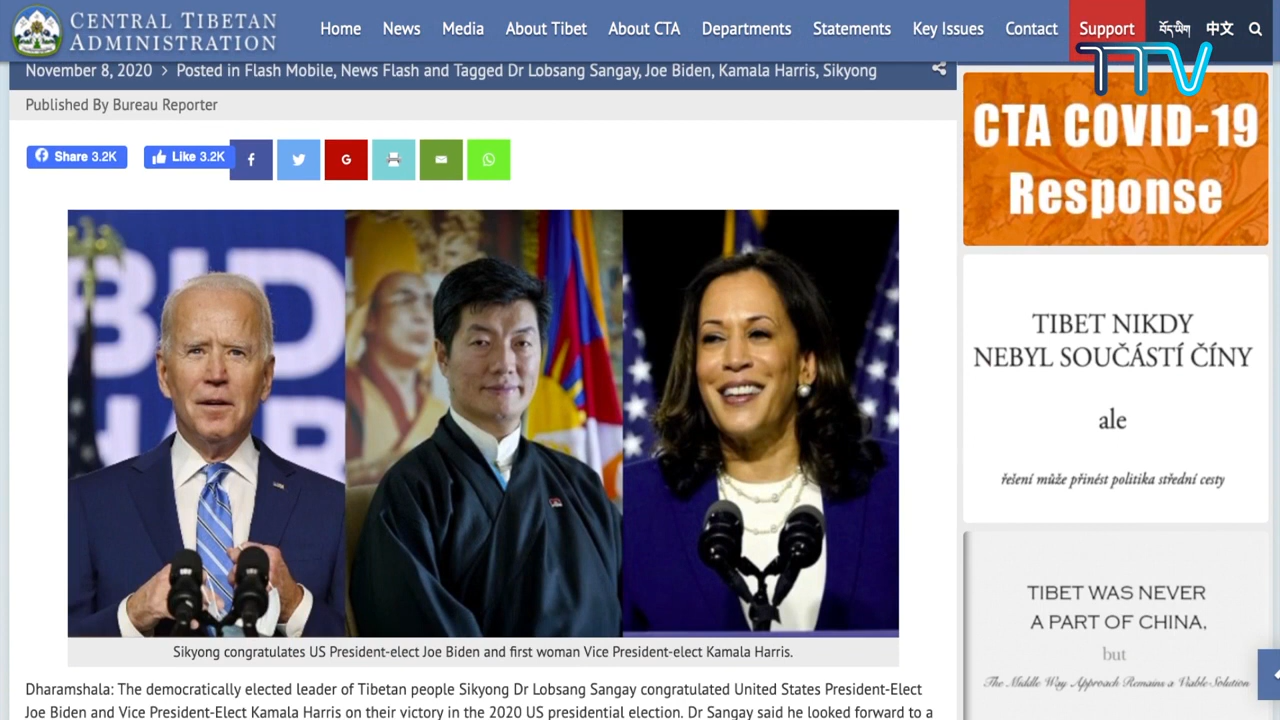 CENTRAL TIBETAN
ADMINISTRATION
Home News Media About Tibet About CTA Departments Statements Key Issues Contact Support བོད་ཡིག 中文
TTV
November 8, 2020 > Posted in Flash Mobile, News Flash and Tagged Dr Lobsang Sangay, Joe Biden, Kamala Harris, Sikyong
Published By Bureau Reporter
Share 3.2K Like 3.2K
CTA COVID-19
Response
BID
TIBET NIKDY
NEBYL SOUČÁSTÍ ČÍNY
ale
řešení může přinést politika střední cesty
TIBET WAS NEVER
A PART OF CHINA,
but
The Middle Way Approach Remains a Viable Solution
Sikyong congratulates US President-elect Joe Biden and first woman Vice President-elect Kamala Harris.
Dharamshala: The democratically elected leader of Tibetan people Sikyong Dr Lobsang Sangay congratulated United States President-Elect
Joe Biden and Vice President-Elect Kamala Harris on their victory in the 2020 US presidential election. Dr Sangay said he looked forward to a